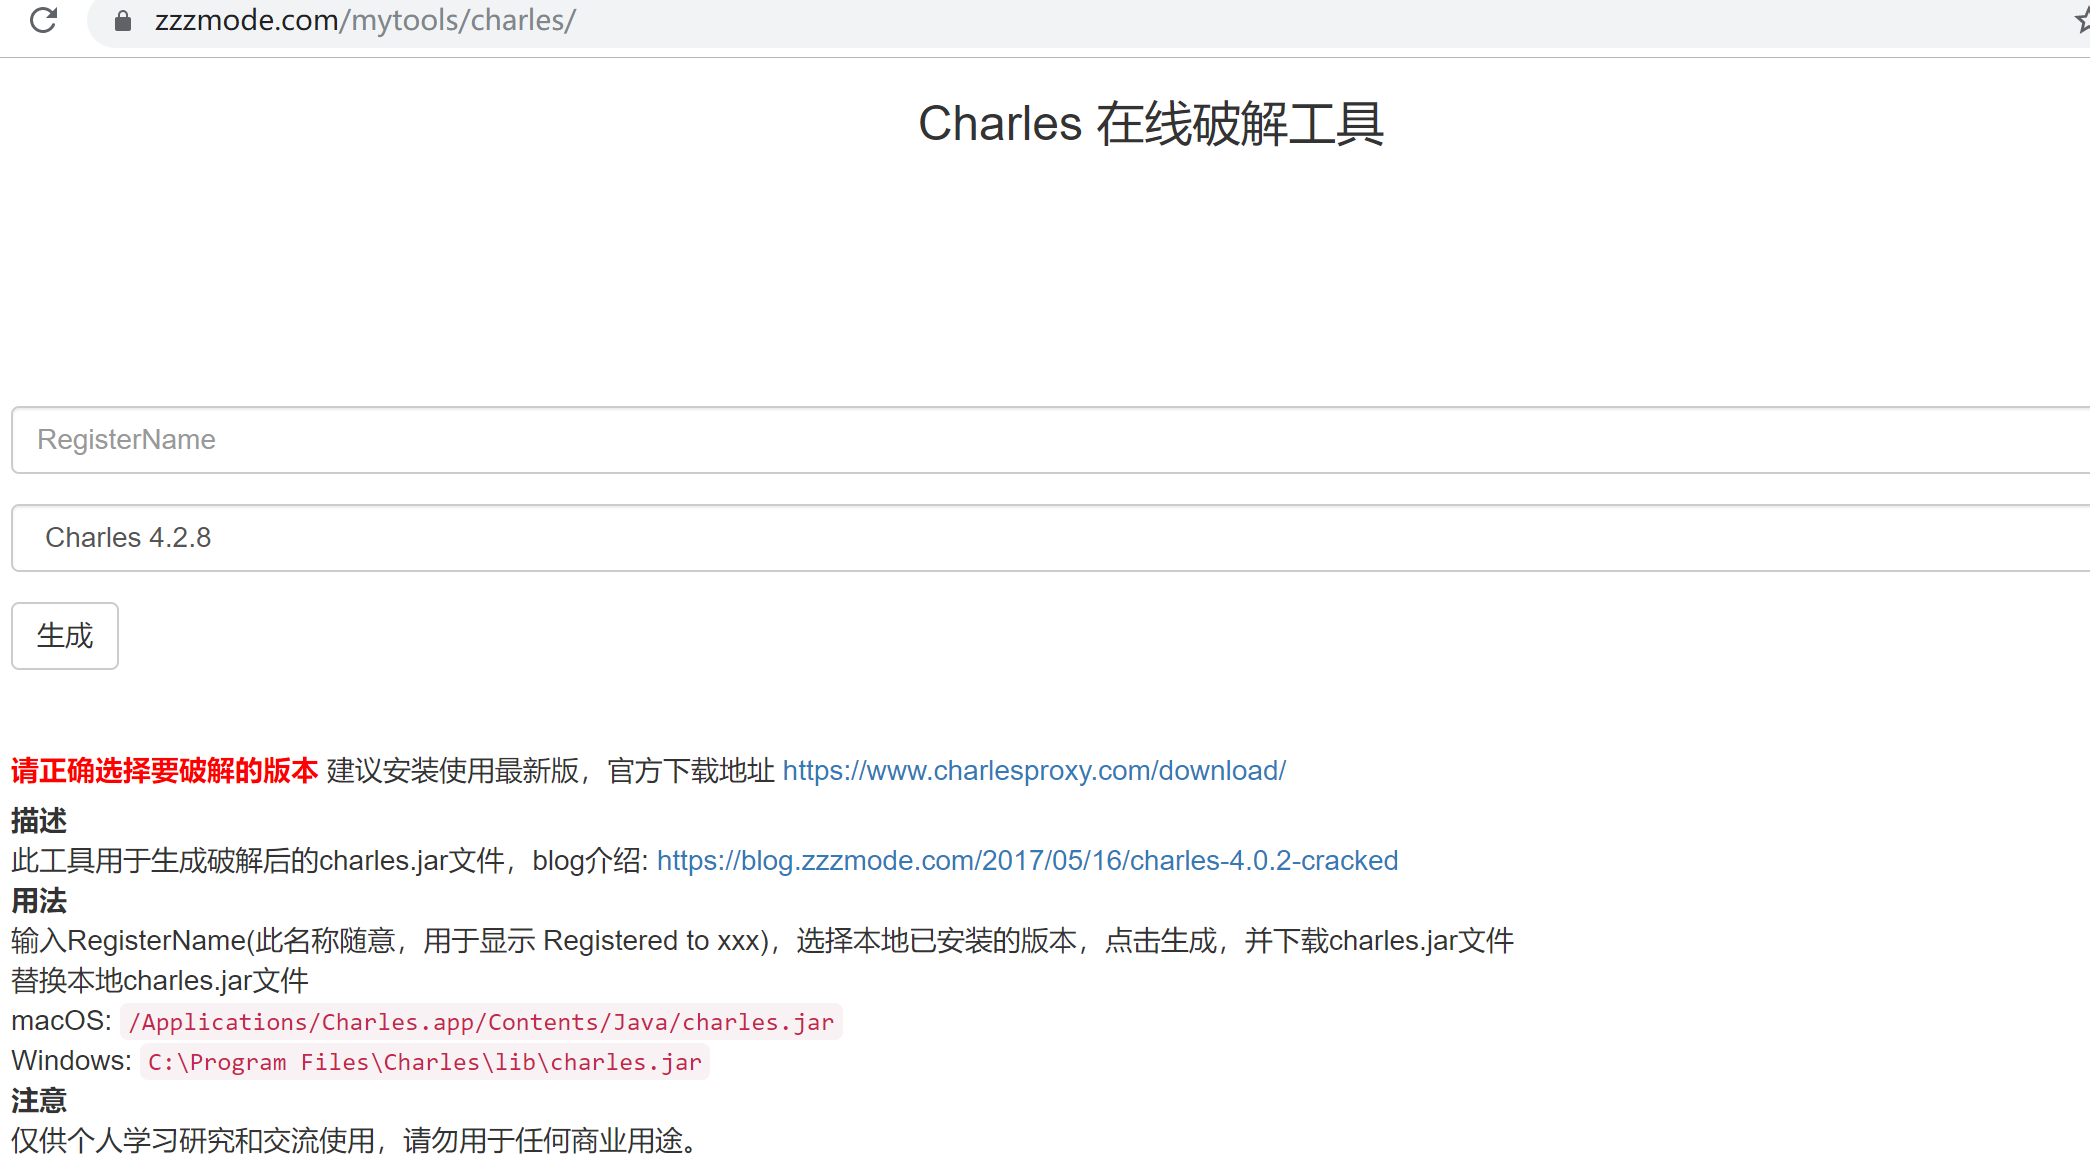 zzzmode.com/mytools/charles/
Charles 在线破解工具
RegisterName
Charles 4.2.8
生成
请正确选择要破解的版本 建议安装使用最新版，官方下载地址 https://www.charlesproxy.com/download/
描述
此工具用于生成破解后的charles.jar文件，blog介绍: https://blog.zzzmode.com/2017/05/16/charles-4.0.2-cracked
用法
输入RegisterName(此名称随意，用于显示 Registered to xxx)，选择本地已安装的版本，点击生成，并下载charles.jar文件
替换本地charles.jar文件
macOS: /Applications/Charles.app/Contents/Java/charles.jar
Windows: C:\Program Files\Charles\lib\charles.jar
注意
仅供个人学习研究和交流使用，请勿用于任何商业用途。